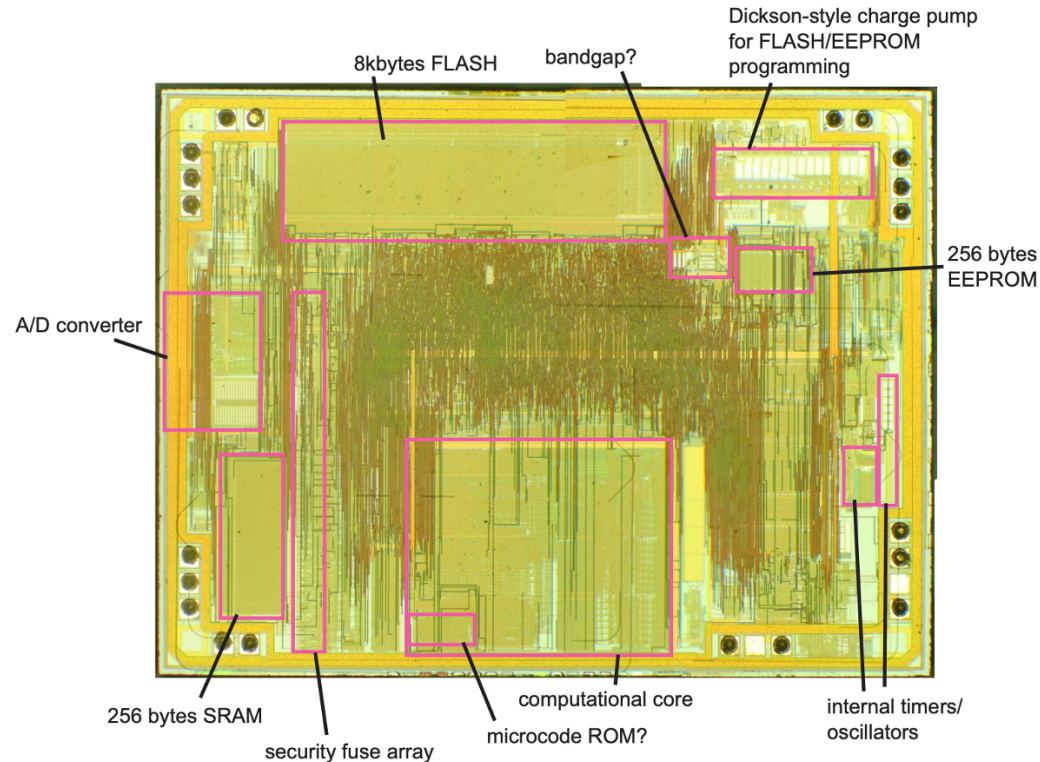 Dickson-style charge pump
for FLASH/EEPROM
programming
bandgap?
8kbytes FLASH
256 bytes
EEPROM
A/D converter
256 bytes SRAM
security fuse array
microcode ROM?
computational core
internal timers/
oscillators